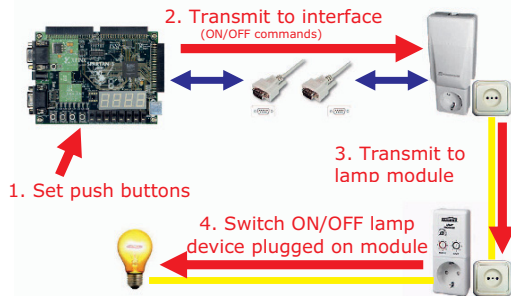 2. Transmit to interface
(ON/OFF commands)
1. Set push buttons
3. Transmit to
lamp module
4. Switch ON/OFF lamp
device plugged on module